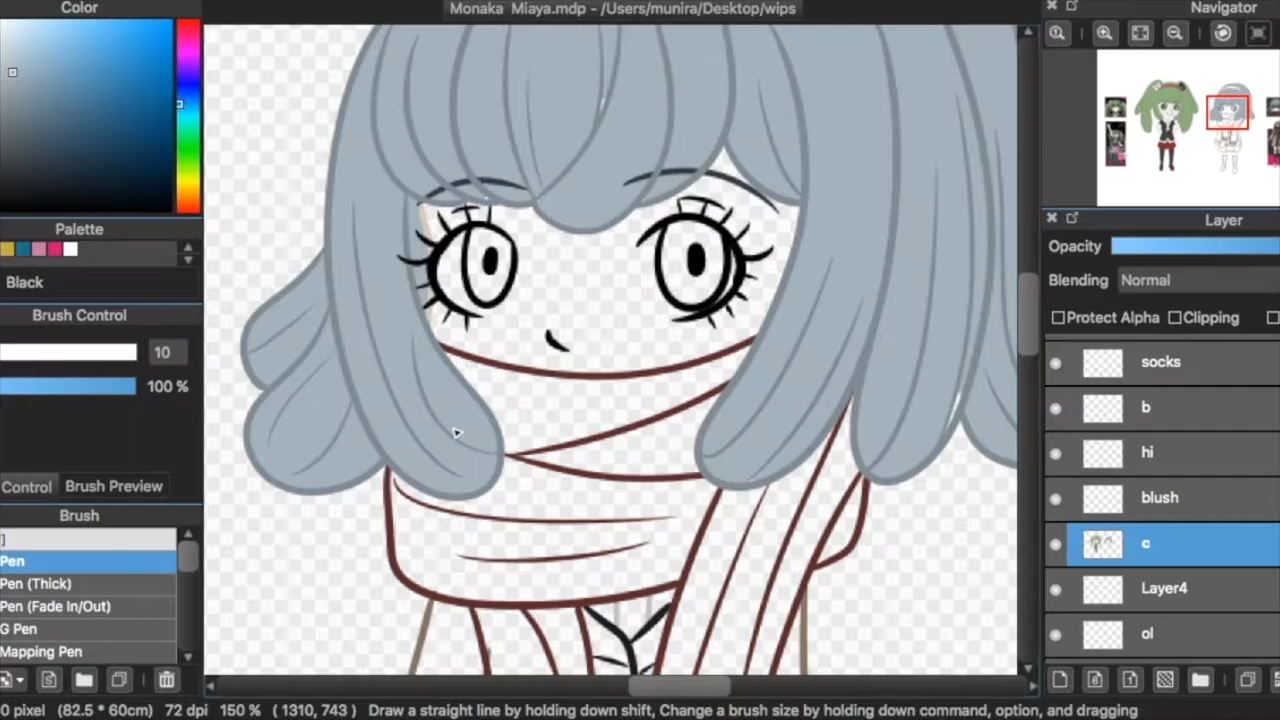 Color
Monaka Miaya.mdp - /Users/munira/Desktop/wips
Navigator
Palette
Black
Brush Control
10
100 %
Control
Brush Preview
Brush
Pen
Pen (Thick)
Pen (Fade In/Out)
G Pen
Mapping Pen
Layer
Opacity
Blending
Normal
Protect Alpha
Clipping
socks
b
hi
blush
c
Layer4
ol
0 pixel (82.5 * 60cm) 72 dpi 150 % ( 1310, 743 ) Draw a straight line by holding down shift, Change a brush size by holding down command, option, and dragging